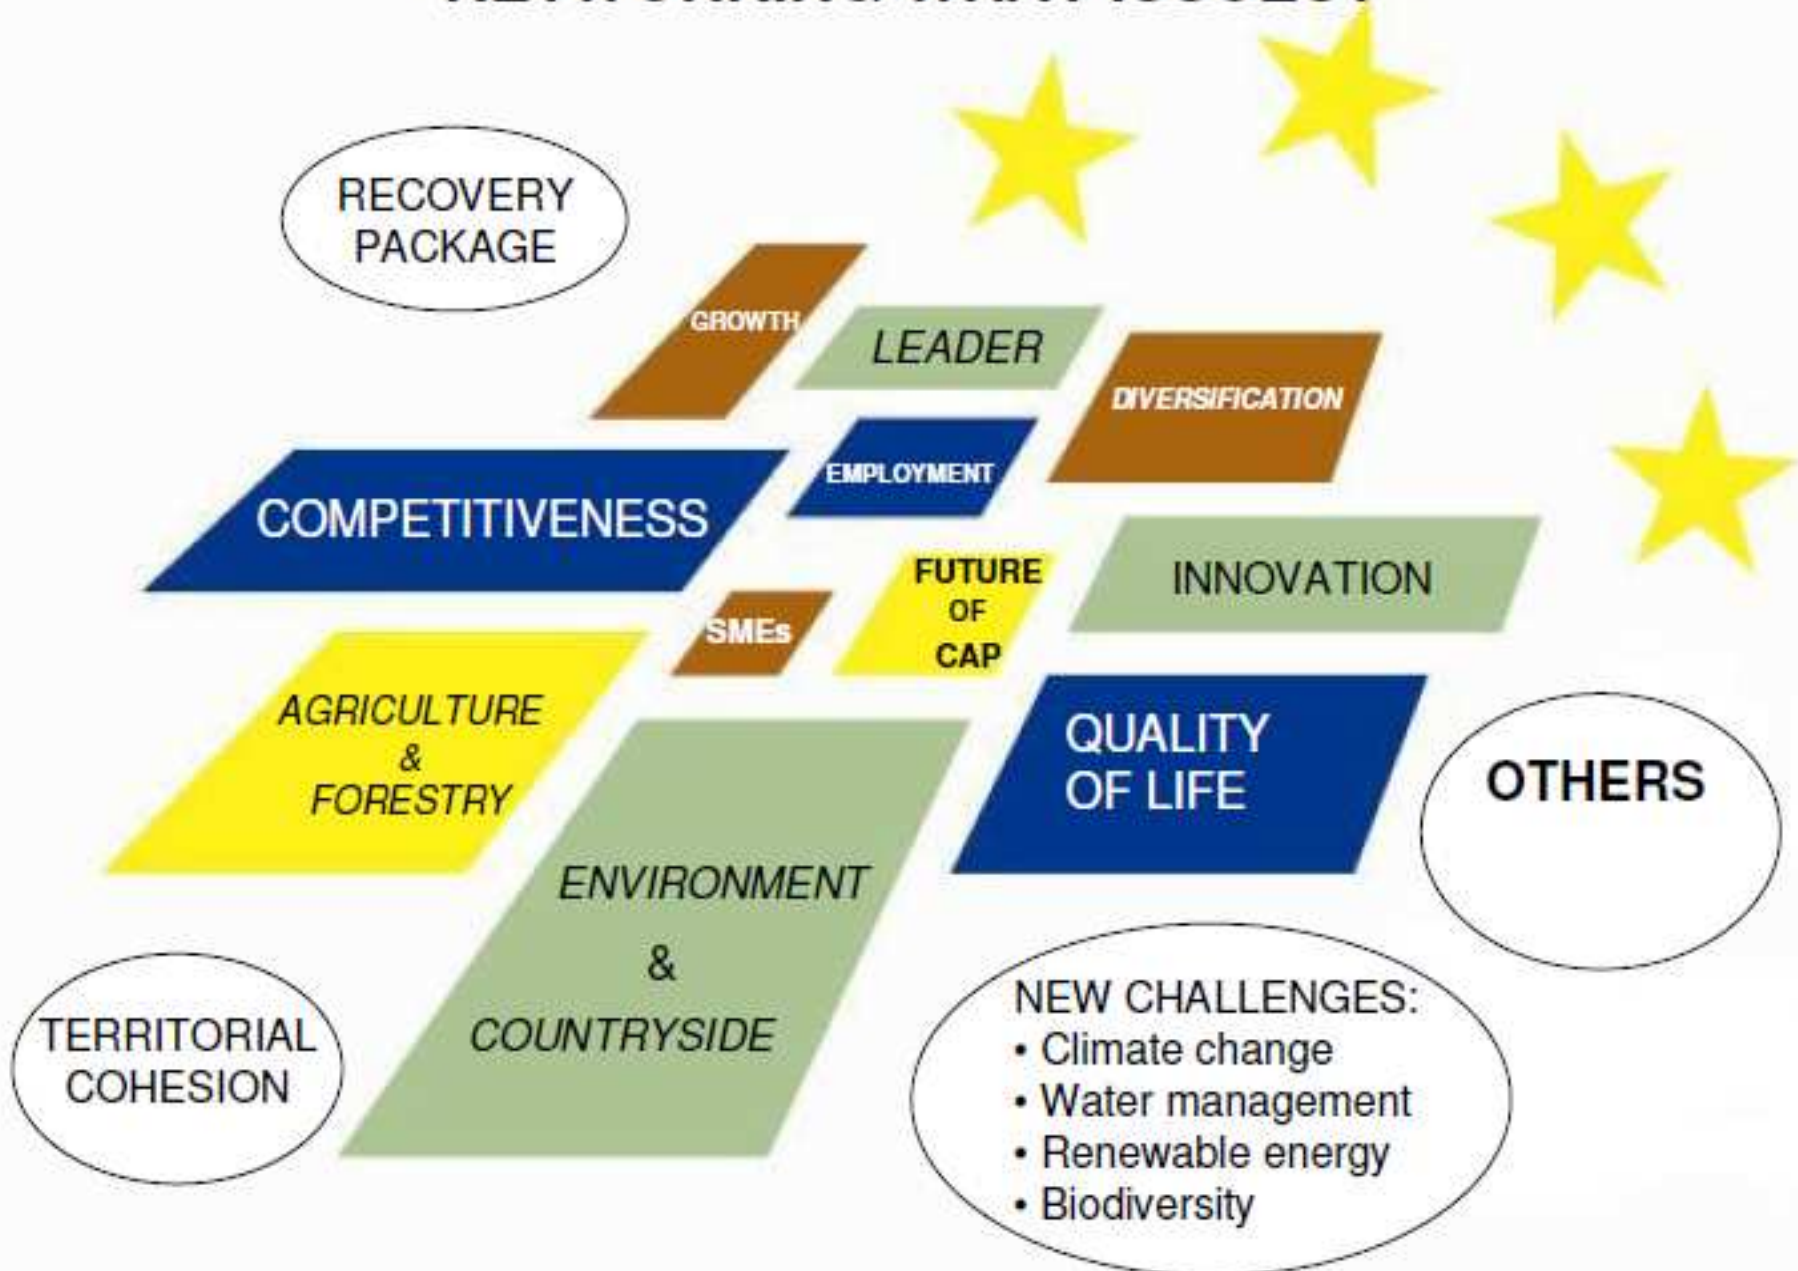 RECOVERY
PACKAGE
GROWTH
LEADER
DIVERSIFICATION
EMPLOYMENT
COMPETITIVENESS
FUTURE
OF
CAP
INNOVATION
SMEs
AGRICULTURE
&
FORESTRY
QUALITY
OF LIFE
OTHERS
ENVIRONMENT
&
COUNTRYSIDE
TERRITORIAL
COHESION
NEW CHALLENGES:
• Climate change
• Water management
• Renewable energy
• Biodiversity